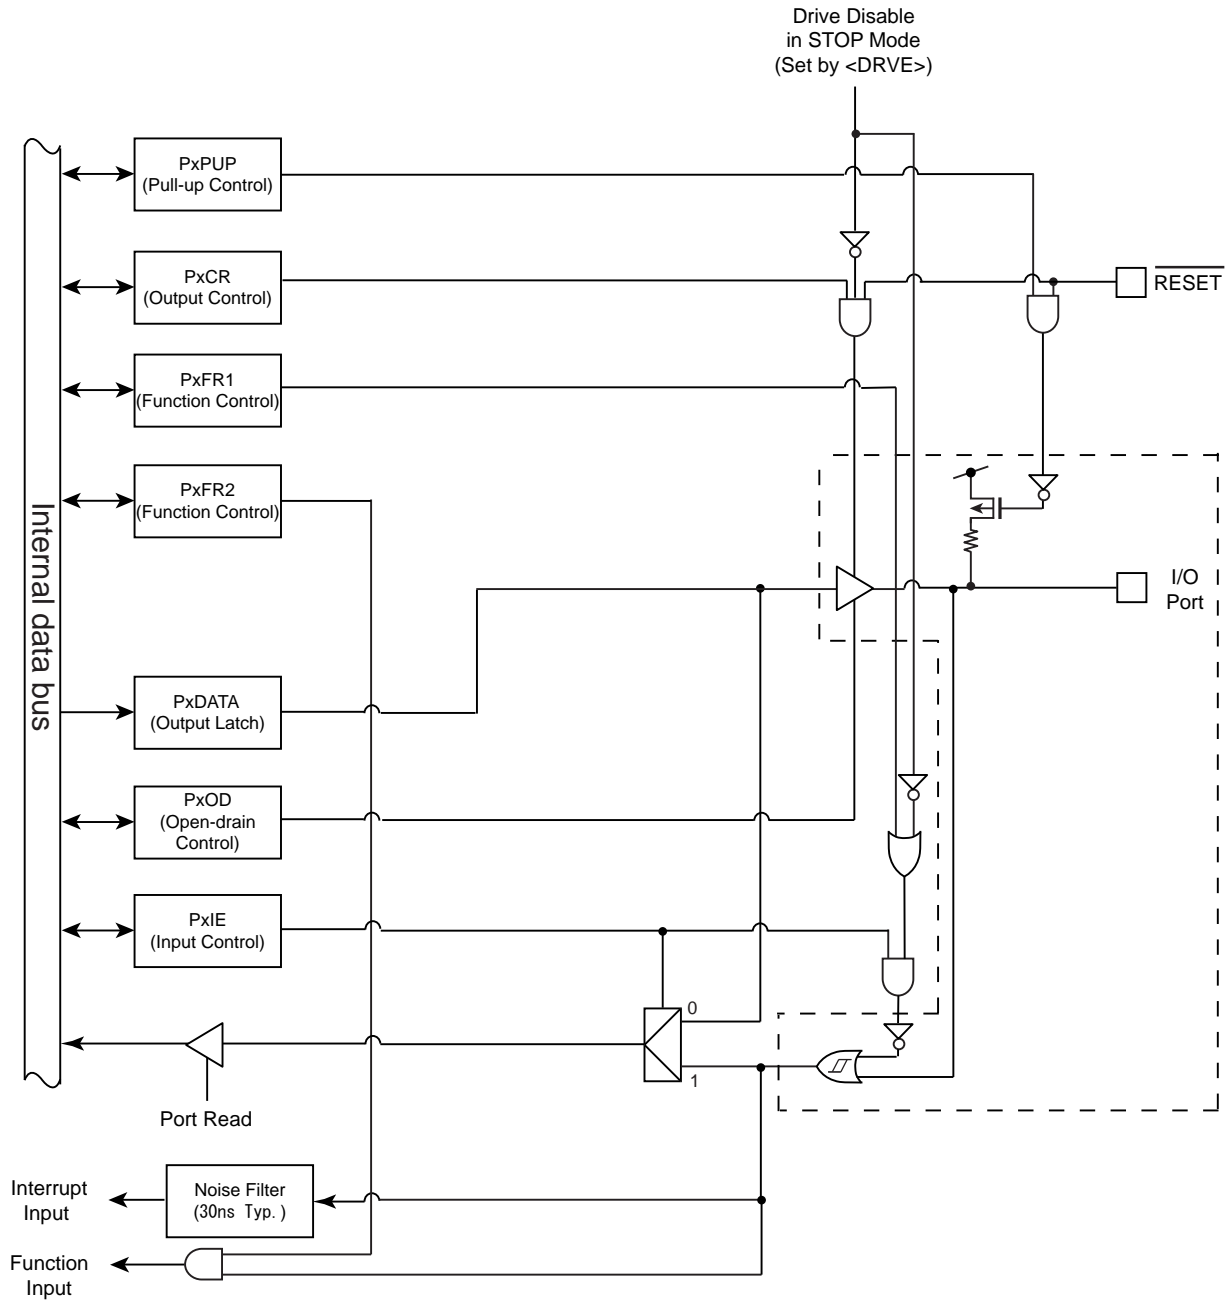 Drive Disable
in STOP Mode
(Set by <DRVE>)
PxPUP
(Pull-up Control)
PxCR
(Output Control)
RESET
PxFR1
(Function Control)
PxFR2
(Function Control)
Internal data bus
I/O
Port
PxDATA
(Output Latch)
PxOD
(Open-drain
Control)
PxIE
(Input Control)
0
1
Port Read
Interrupt
Input
Noise Filter
(30ns Typ.)
Function
Input